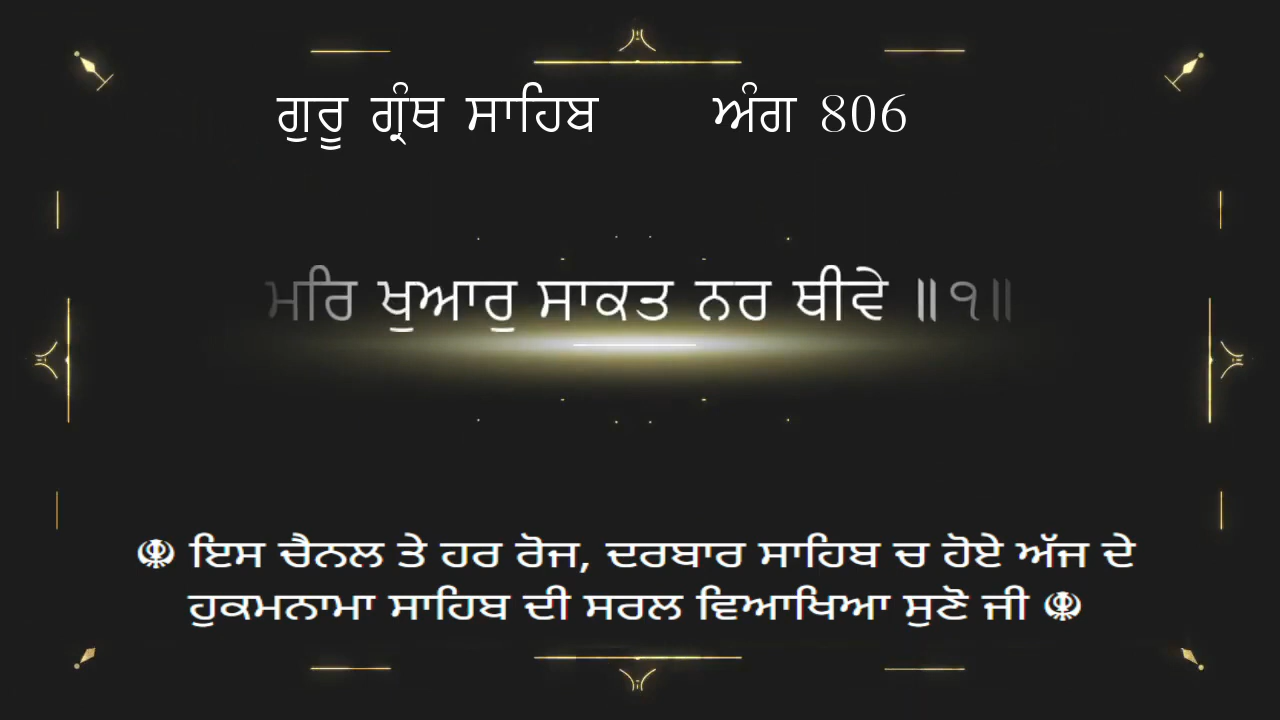 ਗੁਰੂ ਗ੍ਰੰਥ ਸਾਹਿਬ ਅੰਗ 806
ਮਰਿ ਖੁਆਰੁ ਸਾਕਤ ਨਰ ਥੀਵੇ ॥੧॥
☬ ਇਸ ਚੈਨਲ ਤੇ ਹਰ ਰੋਜ, ਦਰਬਾਰ ਸਾਹਿਬ ਚ ਹੋਏ ਅੱਜ ਦੇ
ਹੁਕਮਨਾਮਾ ਸਾਹਿਬ ਦੀ ਸਰਲ ਵਿਆਖਿਆ ਸੁਣੋ ਜੀ ☬